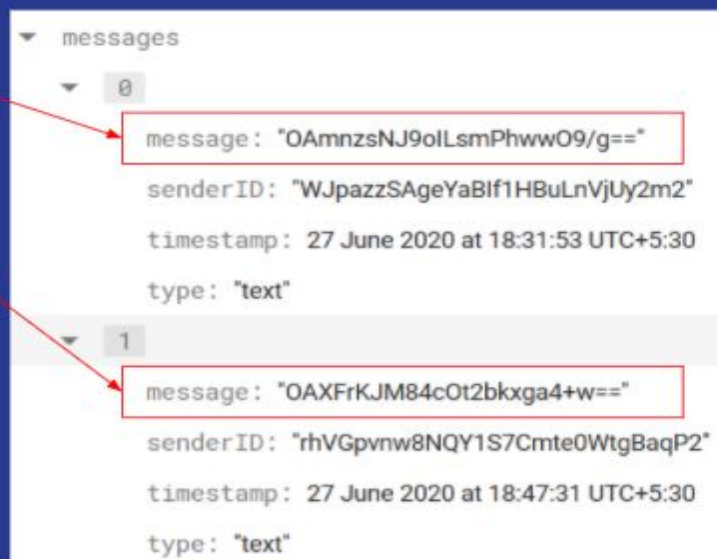 messages
0
message: "OAmnzsNJ9oILsmPhwwO9/g=="
senderID: "WJpazzSAgeYaBIf1HBuLnVjUy2m2"
timestamp: 27 June 2020 at 18:31:53 UTC+5:30
type: "text"
1
message: "OAXFrKJM84cOt2bkxga4+w=="
senderID: "rhVGpvnw8NQY1S7Cmte0WtgBaqP2"
timestamp: 27 June 2020 at 18:47:31 UTC+5:30
type: "text"